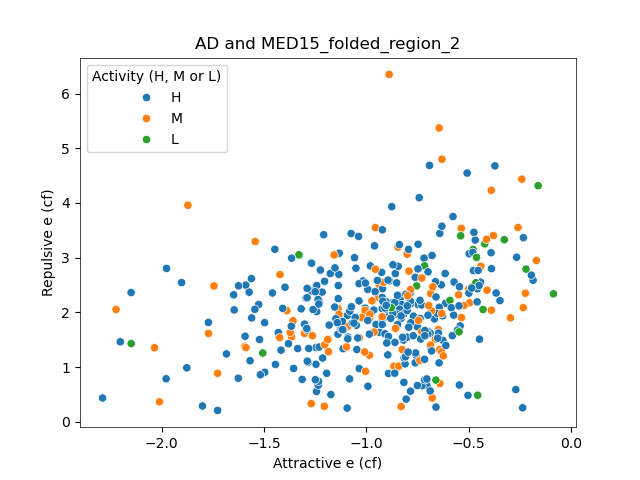 AD and MED15_folded_region_2
Activity (H, M or L)
H
M
L
Repulsive e (cf)
6
5
4
3
2
1
0
−2.0
−1.5
−1.0
−0.5
0.0
Attractive e (cf)